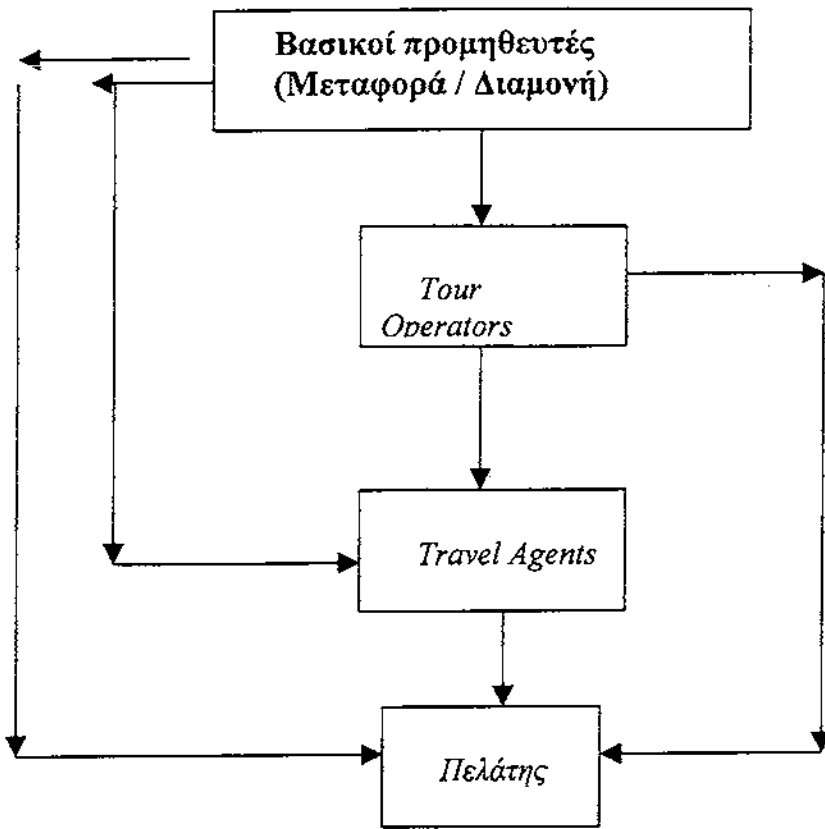 Βασικοί προμηθευτές
(Μεταφορά / Διαμονή)
Tour
Operators
Travel Agents
Πελάτης